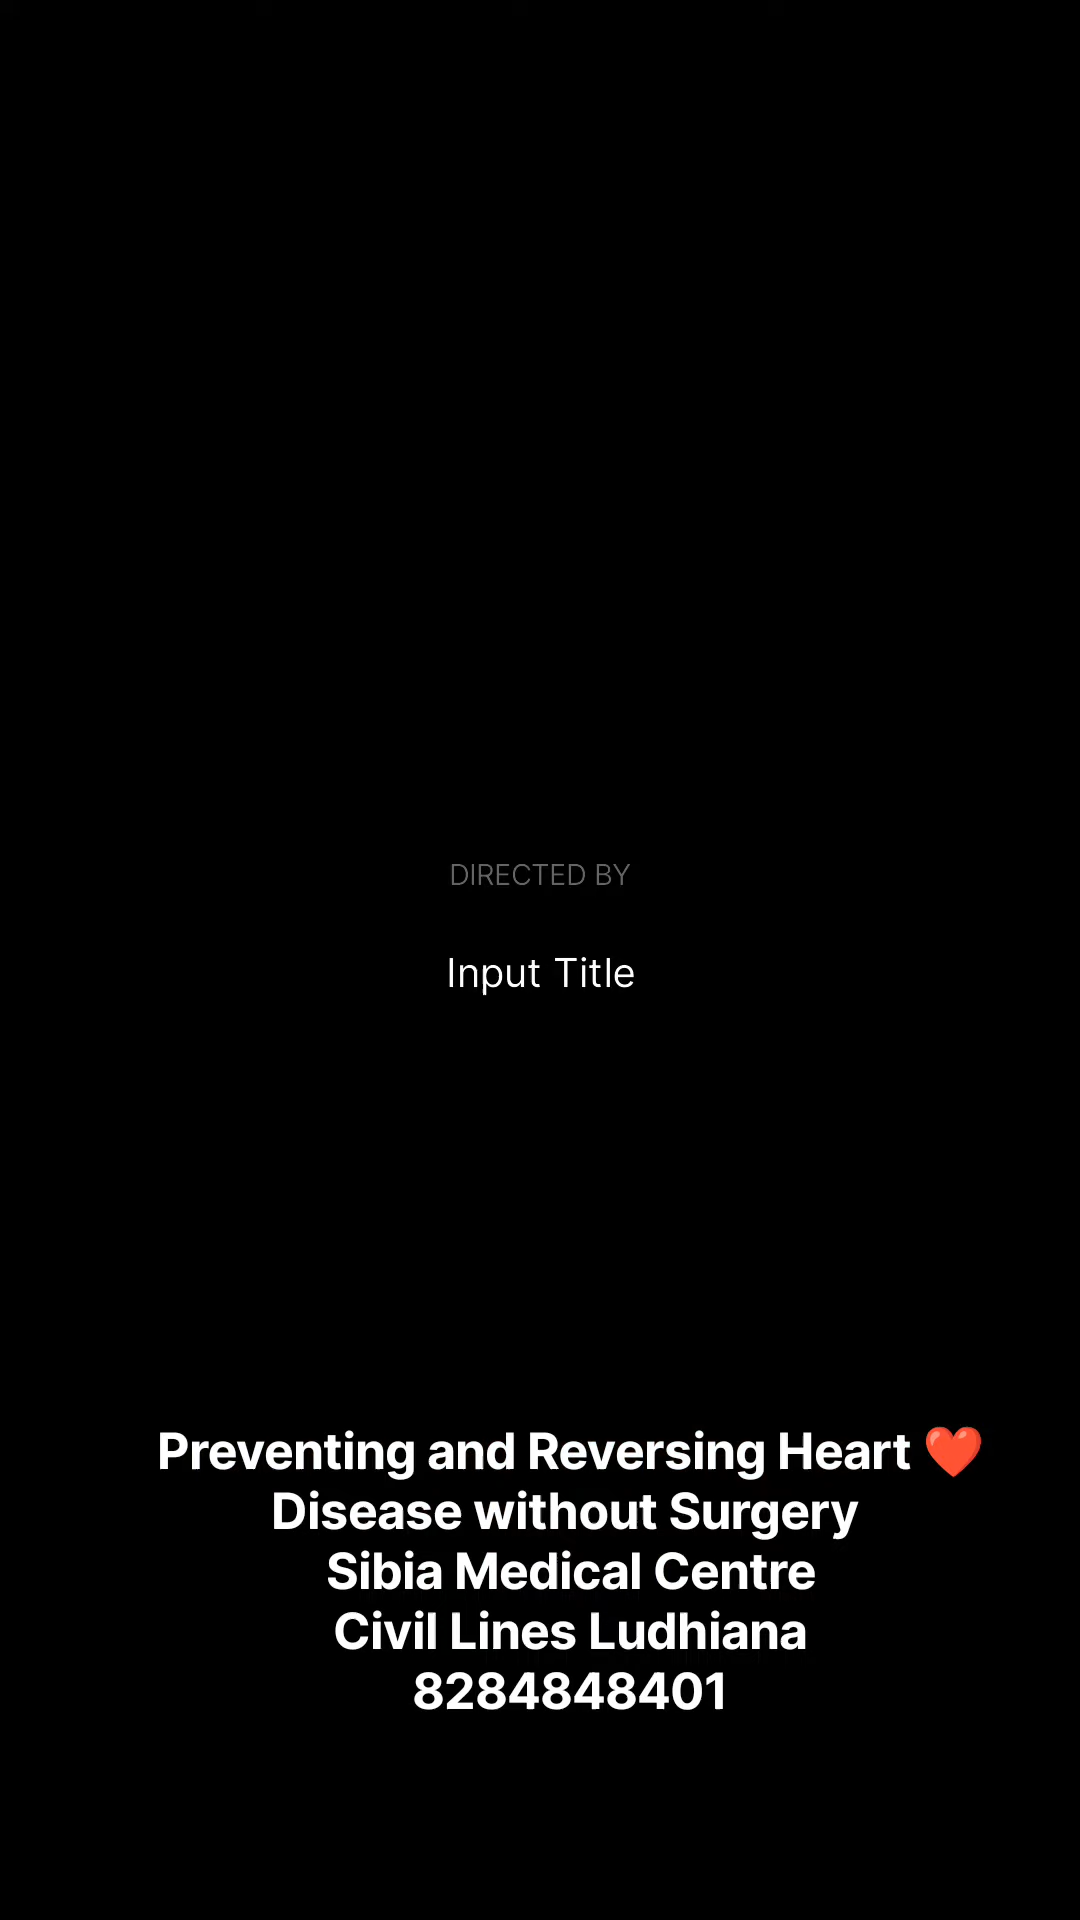 DIRECTED BY
Input Title
Preventing and Reversing Heart ❤️
Disease without Surgery
Sibia Medical Centre
Civil Lines Ludhiana
8284848401